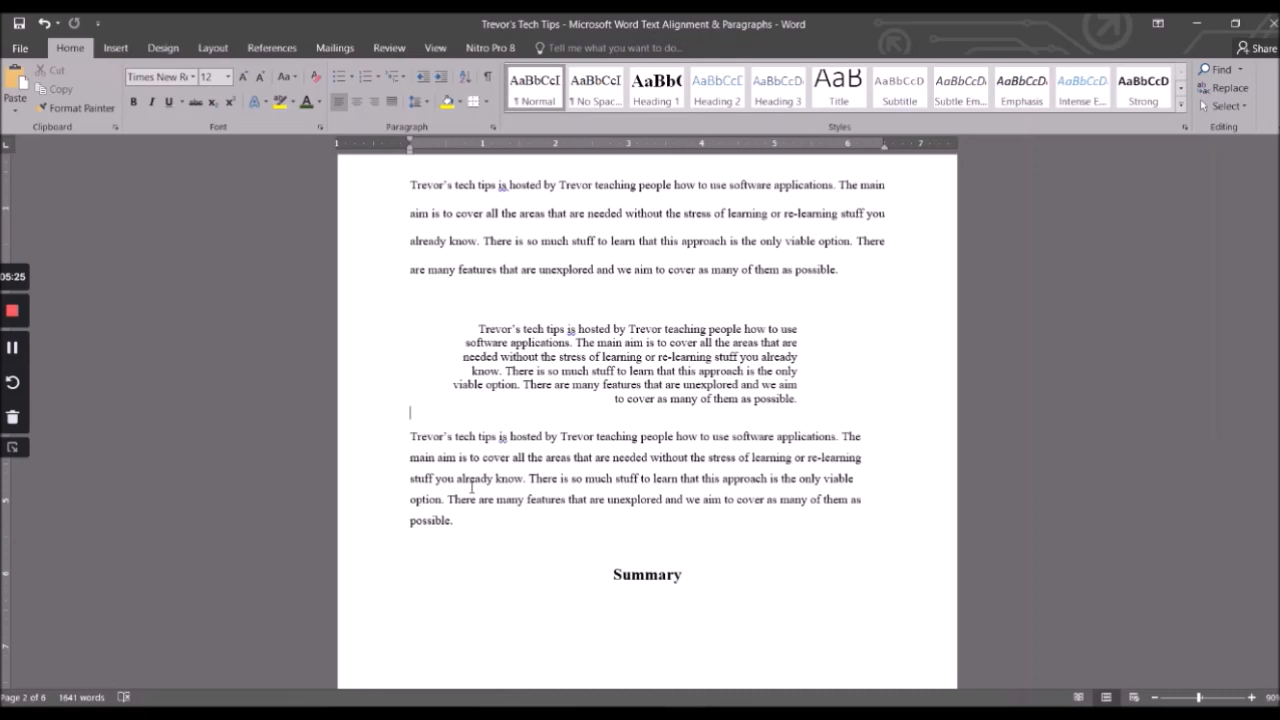 Trevor's Tech Tips - Microsoft Word Text Alignment & Paragraphs - Word
File Home Insert Design Layout References Mailings Review View Nitro Pro 8 Tell me what you want to do... Share
Cut
Copy
Format Painter
Paste
Times New Ro 12
AaBbCcI AaBbCcI AaBbC AaBbCcD AaBbCcD AaB AaBbCcD AaBbCcD AaBbCcD AaBbCcD AaBbCcD
¶ Normal ¶ No Spac... Heading 1 Heading 2 Heading 3 Title Subtitle Subtle Em... Emphasis Intense E... Strong
Find
Replace
Select
Clipboard Font Paragraph Styles Editing
1 1 2 3 4 5 6 7
Trevor's tech tips is hosted by Trevor teaching people how to use software applications. The main
aim is to cover all the areas that are needed without the stress of learning or re-learning stuff you
already know. There is so much stuff to learn that this approach is the only viable option. There
are many features that are unexplored and we aim to cover as many of them as possible.
Trevor's tech tips is hosted by Trevor teaching people how to use
software applications. The main aim is to cover all the areas that are
needed without the stress of learning or re-learning stuff you already
know. There is so much stuff to learn that this approach is the only
viable option. There are many features that are unexplored and we aim
to cover as many of them as possible.
Trevor's tech tips is hosted by Trevor teaching people how to use software applications. The
main aim is to cover all the areas that are needed without the stress of learning or re-learning
stuff you already know. There is so much stuff to learn that this approach is the only viable
option. There are many features that are unexplored and we aim to cover as many of them as
possible.
Summary
05:25
Page 2 of 6 1641 words
90%